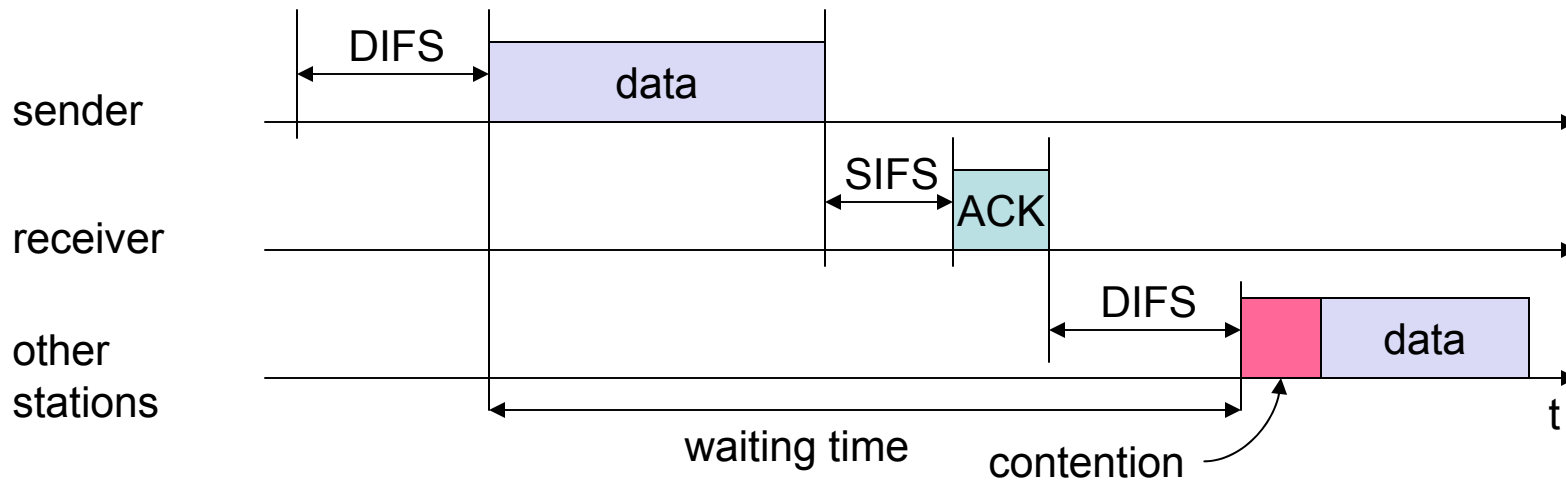 DIFS
data
sender
SIFS
ACK
receiver
DIFS
data
other
stations
t
waiting time
contention